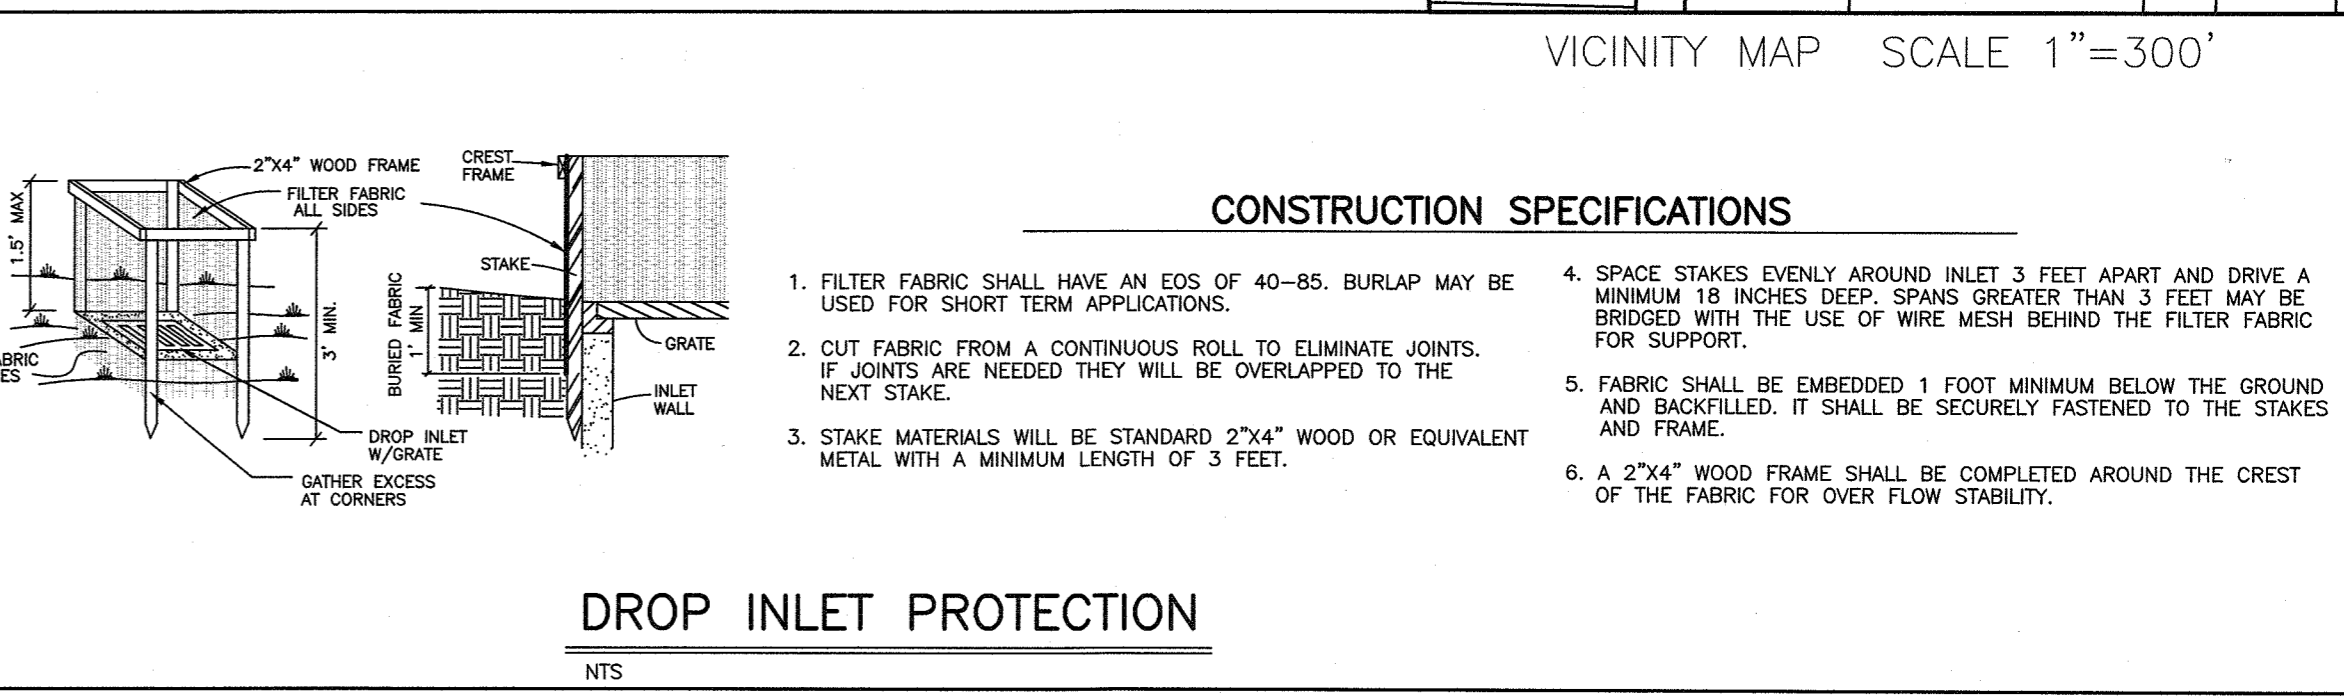 VICINITY MAP SCALE 1"=300'
2"X4" WOOD FRAME
FILTER FABRIC
ALL SIDES
1.5' MAX
3' MIN.
DROP INLET
W/GRATE
GATHER EXCESS
AT CORNERS
CREST
FRAME
STAKE
BURIED FABRIC
1' MIN
GRATE
INLET
WALL
CONSTRUCTION SPECIFICATIONS
1. FILTER FABRIC SHALL HAVE AN EOS OF 40-85. BURLAP MAY BE
USED FOR SHORT TERM APPLICATIONS.
2. CUT FABRIC FROM A CONTINUOUS ROLL TO ELIMINATE JOINTS.
IF JOINTS ARE NEEDED THEY WILL BE OVERLAPPED TO THE
NEXT STAKE.
3. STAKE MATERIALS WILL BE STANDARD 2"X4" WOOD OR EQUIVALENT
METAL WITH A MINIMUM LENGTH OF 3 FEET.
4. SPACE STAKES EVENLY AROUND INLET 3 FEET APART AND DRIVE A
MINIMUM 18 INCHES DEEP. SPANS GREATER THAN 3 FEET MAY BE
BRIDGED WITH THE USE OF WIRE MESH BEHIND THE FILTER FABRIC
FOR SUPPORT.
5. FABRIC SHALL BE EMBEDDED 1 FOOT MINIMUM BELOW THE GROUND
AND BACKFILLED. IT SHALL BE SECURELY FASTENED TO THE STAKES
AND FRAME.
6. A 2"X4" WOOD FRAME SHALL BE COMPLETED AROUND THE CREST
OF THE FABRIC FOR OVER FLOW STABILITY.
DROP INLET PROTECTION
NTS